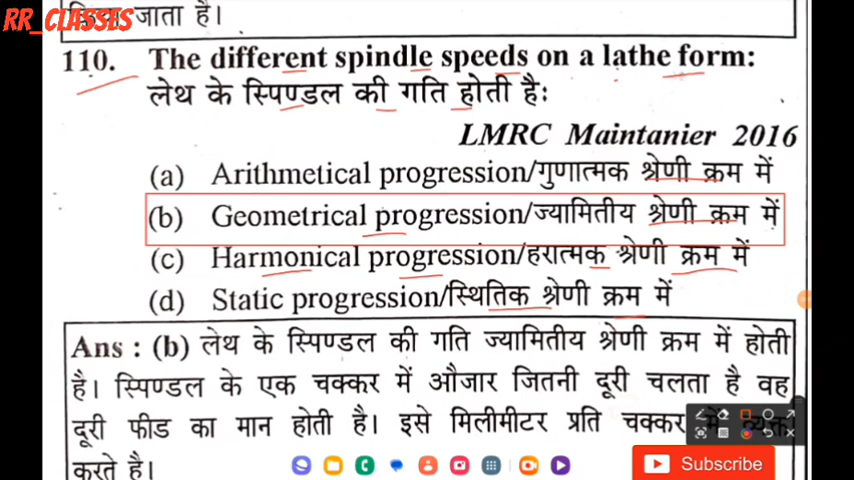 RR_CLASSES
किया जाता है।
110. The different spindle speeds on a lathe form:
लेथ के स्पिण्डल की गति होती है:
LMRC Maintanier 2016
(a) Arithmetical progression/गुणात्मक श्रेणी क्रम में
(b) Geometrical progression/ज्यामितीय श्रेणी क्रम में
(c) Harmonical progression/हरात्मक श्रेणी क्रम में
(d) Static progression/स्थितिक श्रेणी क्रम में
Ans : (b) लेथ के स्पिण्डल की गति ज्यामितीय श्रेणी क्रम में होती
है। स्पिण्डल के एक चक्कर में औजार जितनी दूरी चलता है वह
दूरी फीड का मान होती है। इसे मिलीमीटर प्रति चक्कर में व्यक्त
करते है।
Subscribe